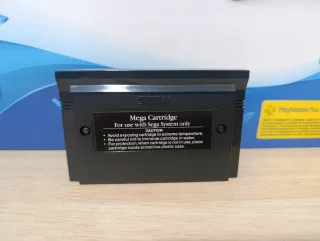 SEGA
Mega Cartridge
For use with Sega System only
CAUTION
• Avoid exposing cartridge to extreme temperature.
• Be careful not to immerse cartridge in water.
• For protection, when cartridge is not in use, place
cartridge inside protective plastic case.
PlayStation Plus